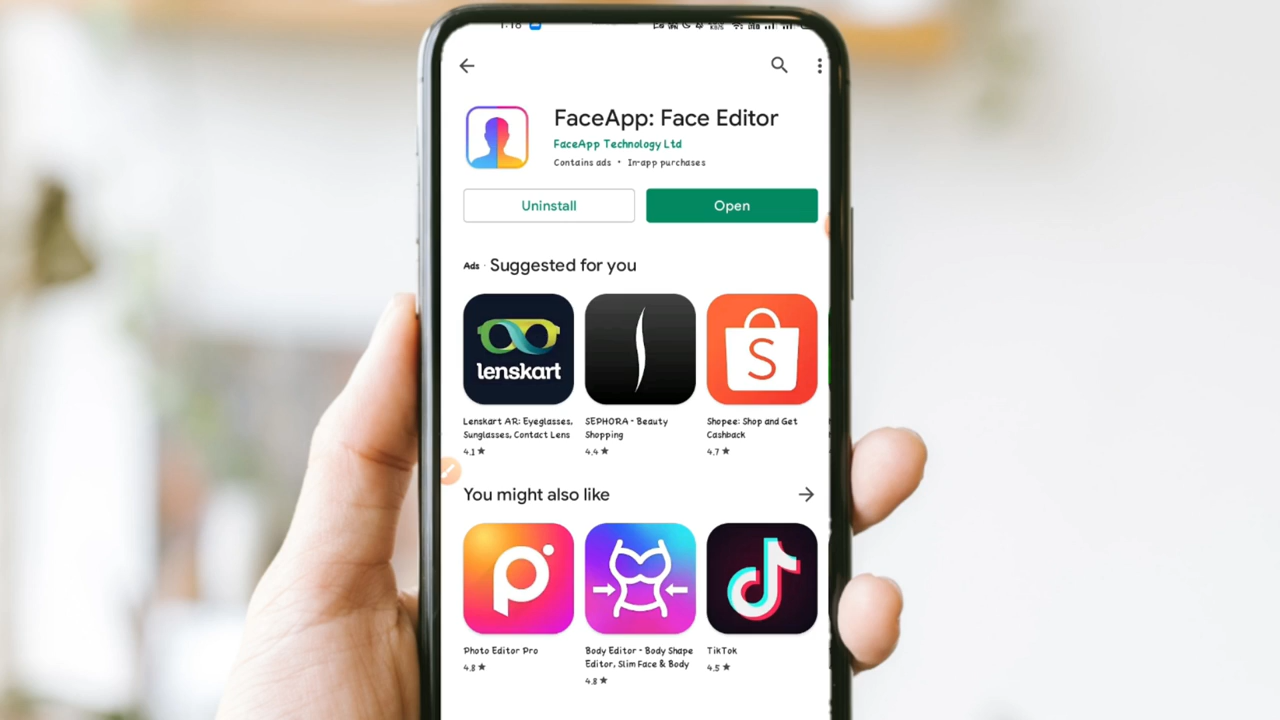 1:16
FaceApp: Face Editor
FaceApp Technology Ltd
Contains ads • In-app purchases
Uninstall
Open
Ads · Suggested for you
lenskart
S
Lenskart AR: Eyeglasses,
Sunglasses, Contact Lens
4.1 ★
SEPHORA - Beauty
Shopping
4.4 ★
Shopee: Shop and Get
Cashback
4.7 ★
You might also like
Photo Editor Pro
4.8 ★
Body Editor - Body Shape
Editor, Slim Face & Body
4.8 ★
TikTok
4.5 ★